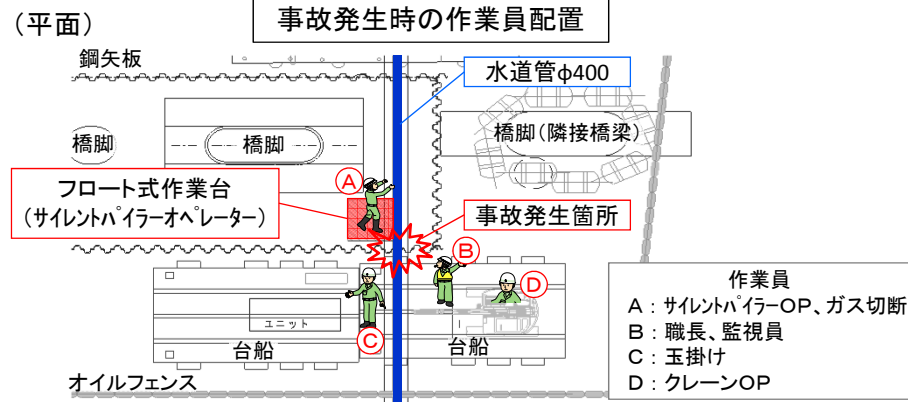 事故発生時の作業員配置
(平面)
鋼矢板
水道管φ400
橋脚
橋脚
橋脚(隣接橋梁)
A
フロート式作業台
(サイレントパイラーオペレーター)
事故発生箇所
B
D
C
ユニット
台船
台船
オイルフェンス
作業員
A:サイレントパイラーOP、ガス切断
B:職長、監視員
C:玉掛け
D:クレーンOP